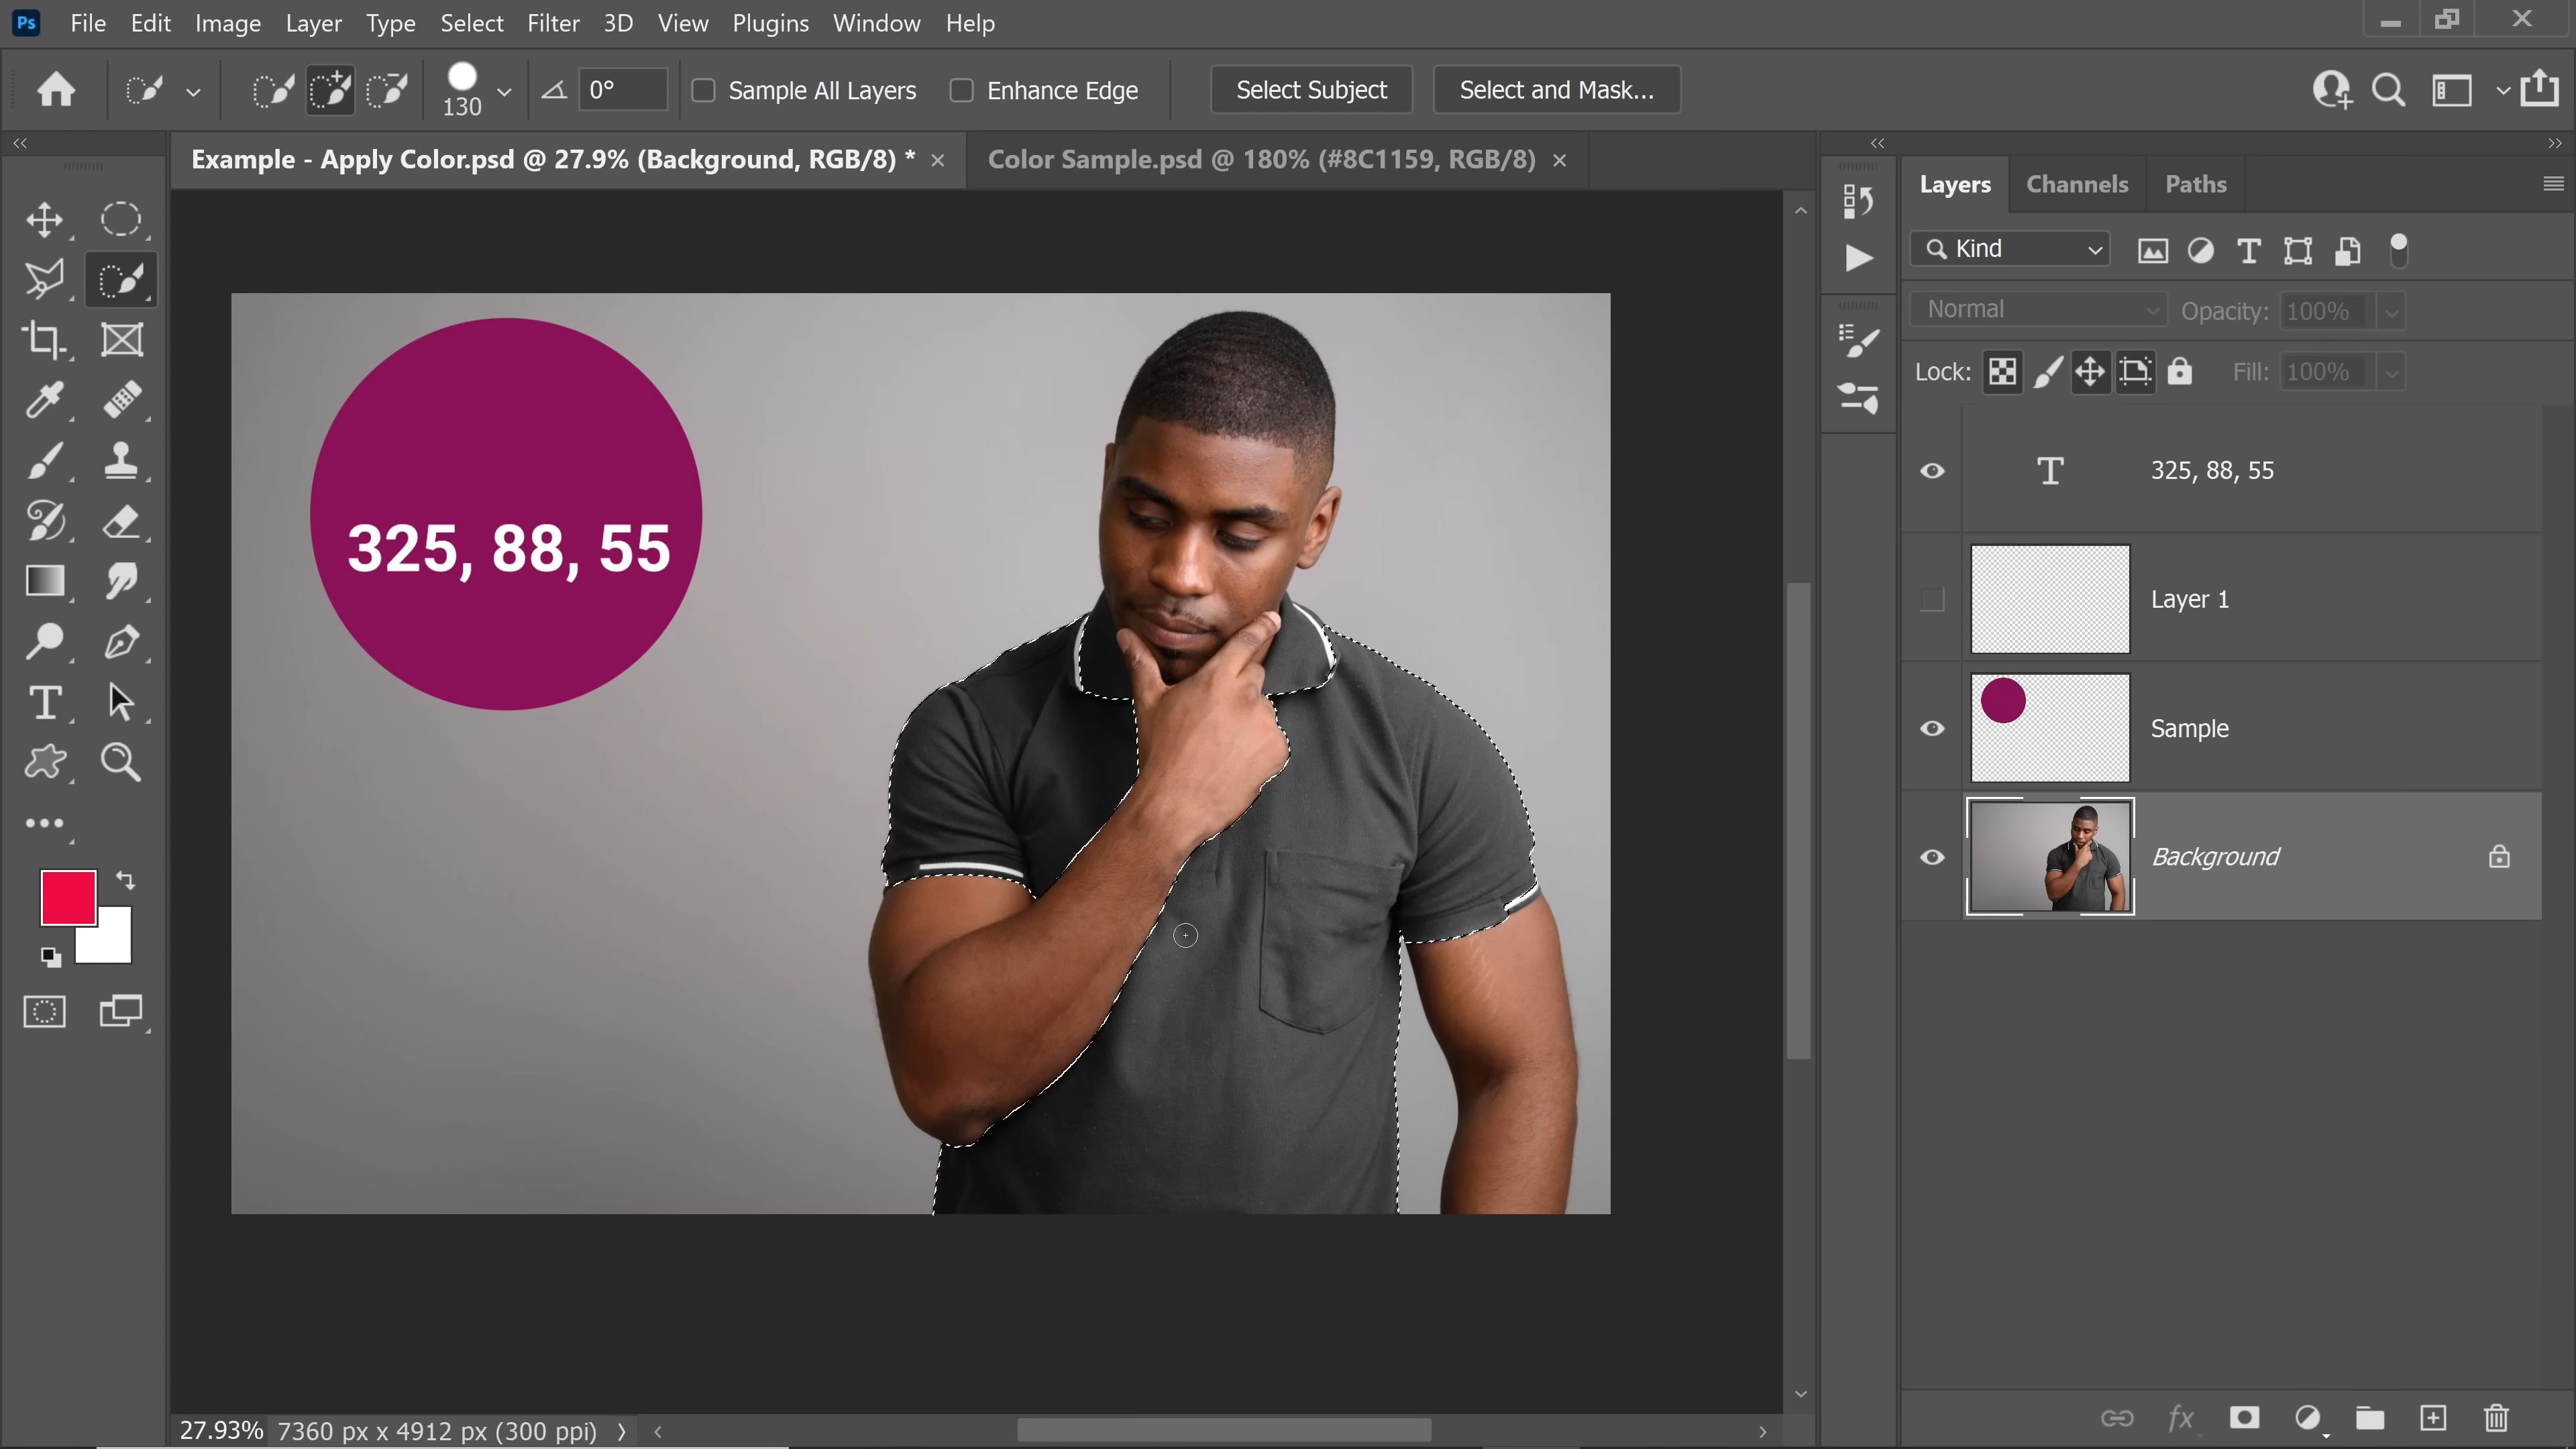 Ps File Edit Image Layer Type Select Filter 3D View Plugins Window Help
130 0° Sample All Layers Enhance Edge Select Subject Select and Mask...
Example - Apply Color.psd @ 27.9% (Background, RGB/8) * Color Sample.psd @ 180% (#8C1159, RGB/8)
Layers Channels Paths
Kind
Normal Opacity: 100%
Lock: Fill: 100%
325, 88, 55
325, 88, 55
Layer 1
Sample
Background
27.93% 7360 px x 4912 px (300 ppi)
fx